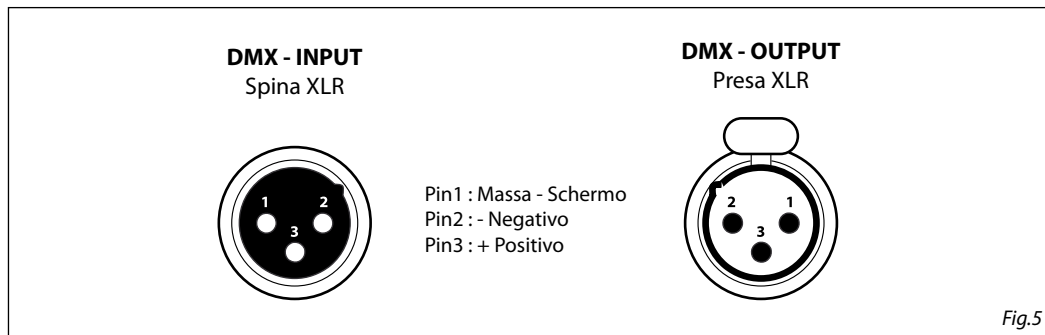 DMX - INPUT
Spina XLR
DMX - OUTPUT
Presa XLR
1
2
3
Pin1 : Massa - Schermo
Pin2 : - Negativo
Pin3 : + Positivo
2
1
3
Fig.5